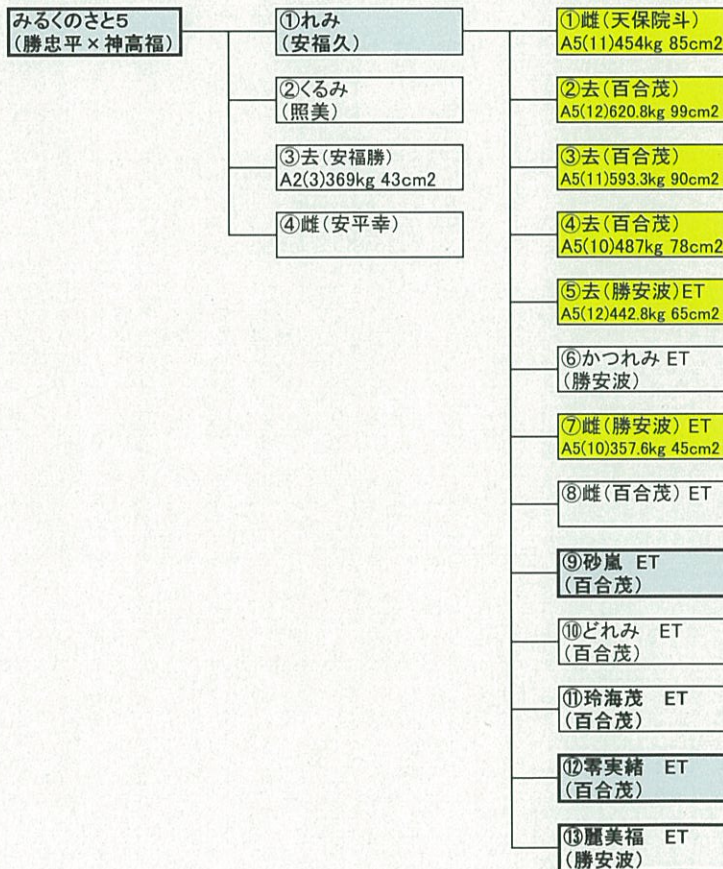 みるくのさと5
(勝忠平×神高福)
①れみ
(安福久)
②くるみ
(照美)
③去(安福勝)
A2(3)369kg 43cm2
④雌(安平幸)
①雌(天保院斗)
A5(11)454kg 85cm2
②去(百合茂)
A5(12)620.8kg 99cm2
③去(百合茂)
A5(11)593.3kg 90cm2
④去(百合茂)
A5(10)487kg 78cm2
⑤去(勝安波)ET
A5(12)442.8kg 65cm2
⑥かつれみ ET
(勝安波)
⑦雌(勝安波) ET
A5(10)357.6kg 45cm2
⑧雌(百合茂) ET
⑨砂嵐 ET
(百合茂)
⑩どれみ ET
(百合茂)
⑪玲海茂 ET
(百合茂)
⑫零実緒 ET
(百合茂)
⑬麗美福 ET
(勝安波)